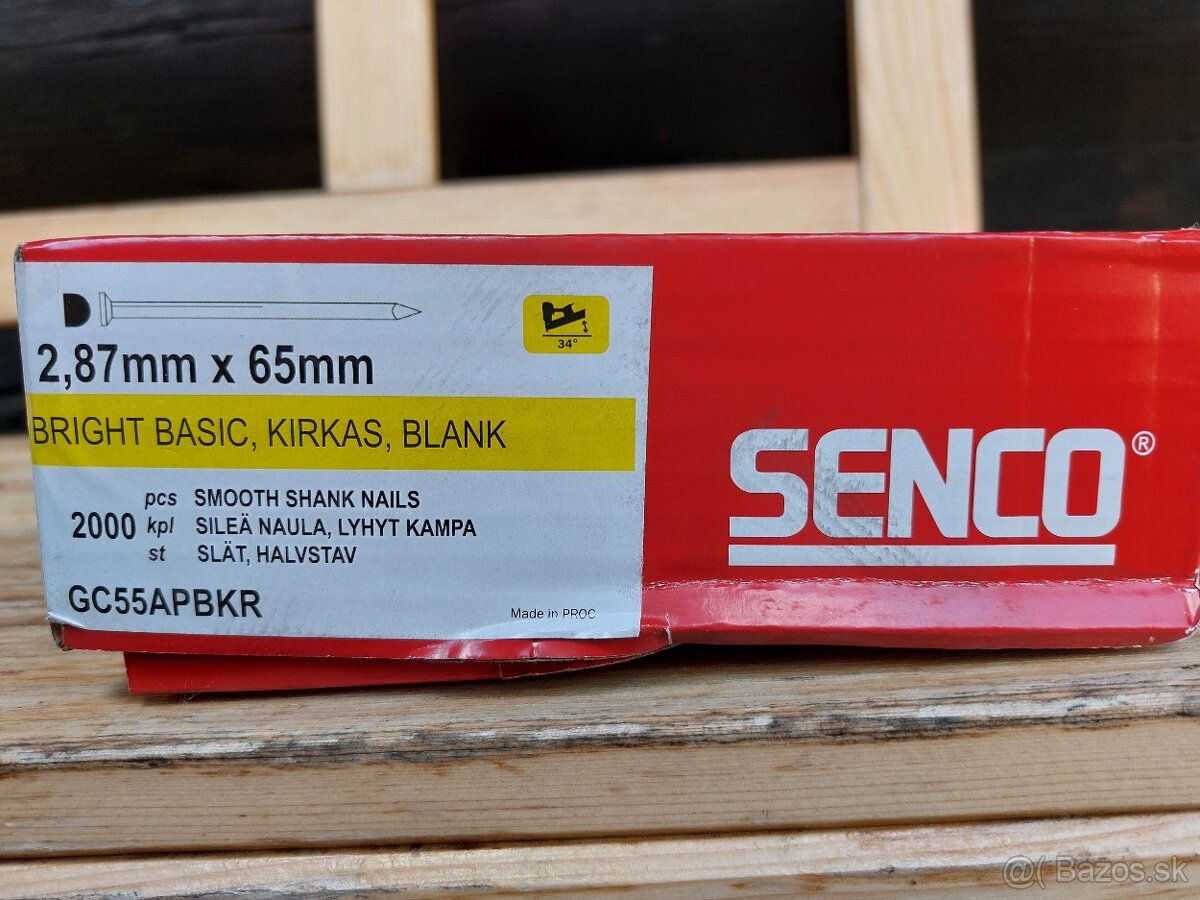 34°
2,87mm x 65mm
BRIGHT BASIC, KIRKAS, BLANK
2000
pcs SMOOTH SHANK NAILS
kpl SILEÄ NAULA, LYHYT KAMPA
st SLÄT, HALVSTAV
GC55APBKR
Made in PROC
SENCO®
@( Bazos.sk